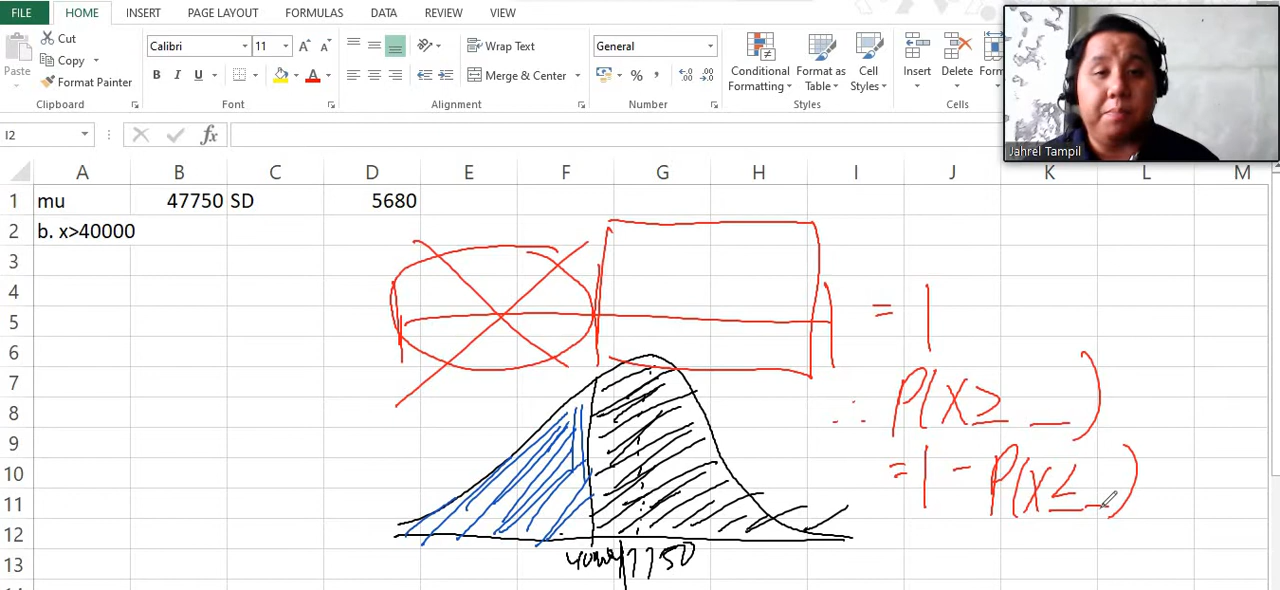 FILE HOME INSERT PAGE LAYOUT FORMULAS DATA REVIEW VIEW
Cut
Copy
Format Painter
Paste
Clipboard
Calibri 11 A A
B I U A
Font
Wrap Text
Merge & Center
Alignment
General
% ,
Number
Conditional Formatting
Format as Table
Cell Styles
Styles
Insert
Delete
Form
Cells
Jahrel Tampil
I2 fx
A B C D E F G H I J K L M
1 mu 47750 SD 5680
2 b. x>40000
3
4
5
6
7
8
9
10
11
12
13
= 1
∴ P(X ≥ _ )
= 1 - P(X ≤ _ )